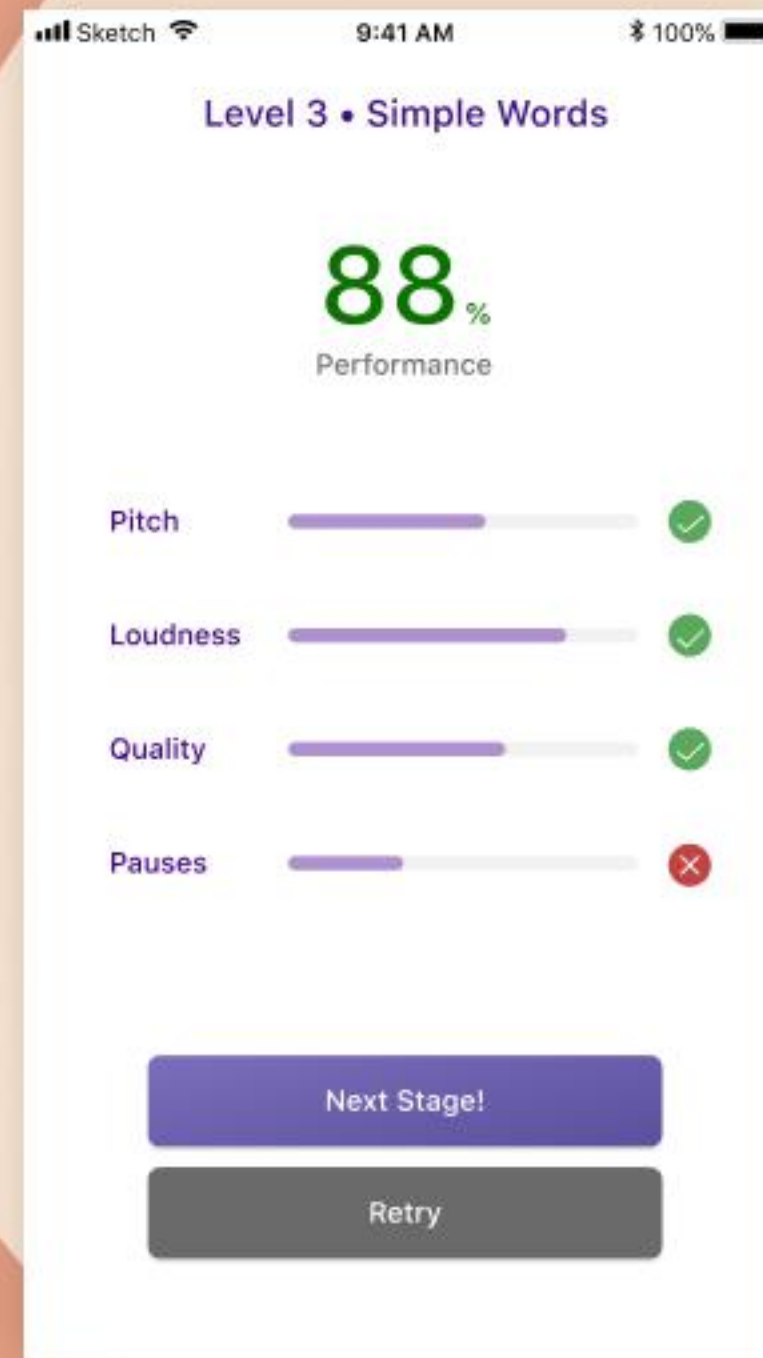 Sketch 9:41 AM 100%
Level 3 • Simple Words
88%
Performance
Pitch
Loudness
Quality
Pauses
Next Stage!
Retry